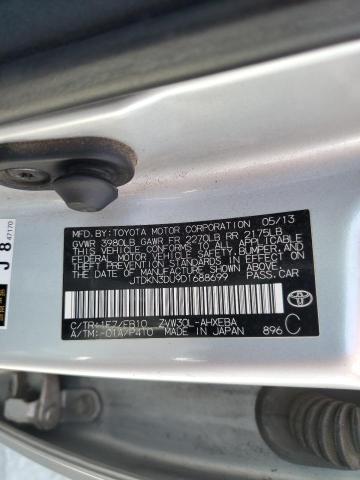 MFD.BY:TOYOTA MOTOR CORPORATION 05/13
GVWR 3980LB GAWR FR 2270LB RR 2175LB
THIS VEHICLE CONFORMS TO ALL APPLICABLE
FEDERAL MOTOR VEHICLE SAFETY, BUMPER, AND
THEFT PREVENTION STANDARDS IN EFFECT ON
THE DATE OF MANUFACTURE SHOWN ABOVE.
JTDKN3DU9D1688699 PASS.CAR
C/TR:1F7/FB10 ZVW30L-AHXEBA
A/TM:-01A/P410 MADE IN JAPAN 896 C
J 8 47170